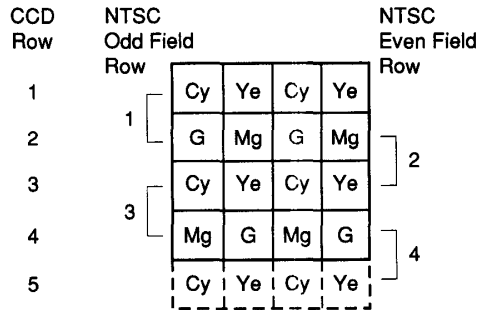 CCD Row
NTSC Odd Field Row
NTSC Even Field Row
1 Cy Ye Cy Ye
1
2 G Mg G Mg
2
3 Cy Ye Cy Ye
3
4 Mg G Mg G
4
5 Cy Ye Cy Ye